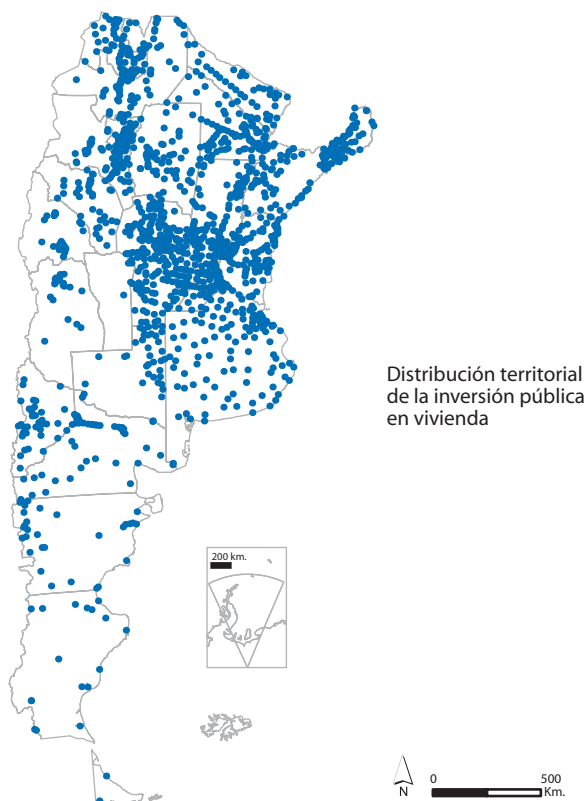 Distribución territorial
de la inversión pública
en vivienda
200 km.
N
0
500
Km.